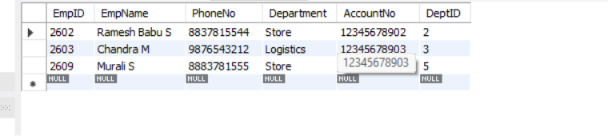 EmpID EmpName PhoneNo Department AccountNo DeptID
2602 Ramesh Babu S 8837815544 Store 12345678902 2
2603 Chandra M 9876543212 Logistics 12345678903 3
12345678903
2609 Murali S 8883781555 Store 5
NULL NULL NULL NULL NULL NULL